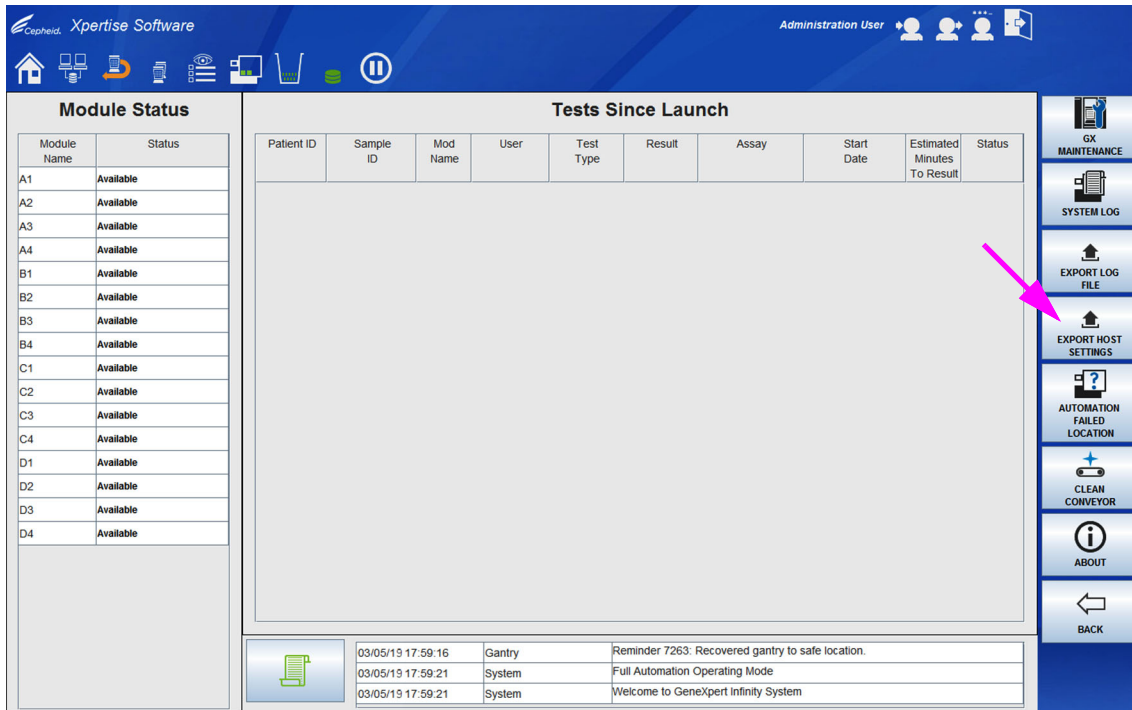 Cepheid. Xpertise Software
Administration User
Module Status
Module Name
Status
A1 Available
A2 Available
A3 Available
A4 Available
B1 Available
B2 Available
B3 Available
B4 Available
C1 Available
C2 Available
C3 Available
C4 Available
D1 Available
D2 Available
D3 Available
D4 Available
Tests Since Launch
Patient ID
Sample ID
Mod Name
User
Test Type
Result
Assay
Start Date
Estimated Minutes To Result
Status
03/05/19 17:59:16 Gantry Reminder 7263: Recovered gantry to safe location.
03/05/19 17:59:21 System Full Automation Operating Mode
03/05/19 17:59:21 System Welcome to GeneXpert Infinity System
GX
MAINTENANCE
SYSTEM LOG
EXPORT LOG
FILE
EXPORT HOST
SETTINGS
?
AUTOMATION
FAILED
LOCATION
CLEAN
CONVEYOR
ABOUT
BACK